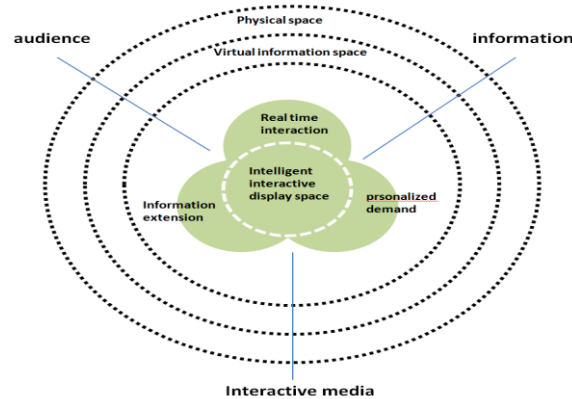 Physical space
audience
information
Virtual information space
Real time
interaction
Intelligent
interactive
display space
Information
extension
prsonalized
demand
Interactive media